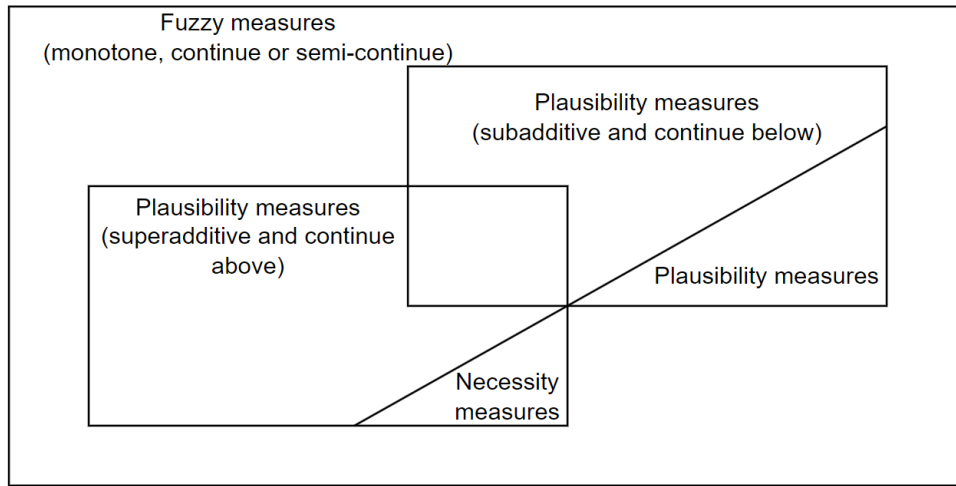 Fuzzy measures
(monotone, continue or semi-continue)
Plausibility measures
(subadditive and continue below)
Plausibility measures
(superadditive and continue
above)
Plausibility measures
Necessity
measures